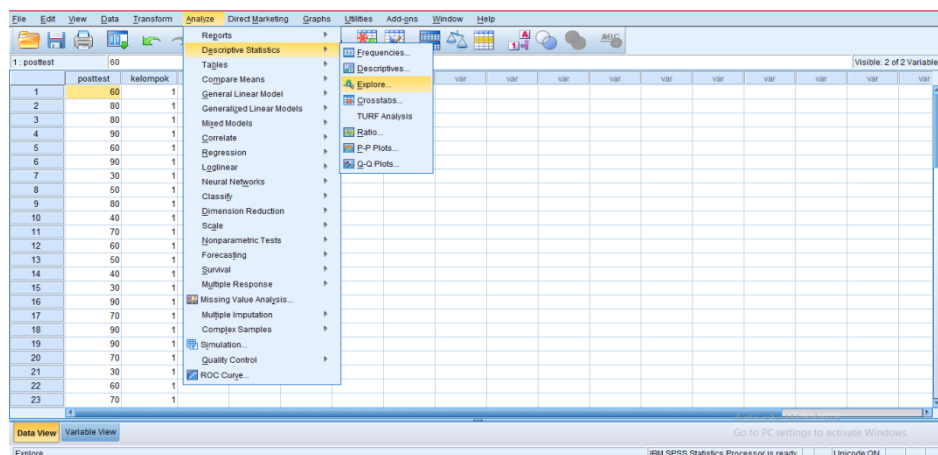 File Edit View Data Transform Analyze Direct Marketing Graphs Utilities Add-ons Window Help
1 : posttest 60 Visible: 2 of 2 Variable
Reports
Descriptive Statistics
Tables
Compare Means
General Linear Model
Generalized Linear Models
Mixed Models
Correlate
Regression
Loglinear
Neural Networks
Classify
Dimension Reduction
Scale
Nonparametric Tests
Forecasting
Survival
Multiple Response
Missing Value Analysis...
Multiple Imputation
Complex Samples
Simulation...
Quality Control
ROC Curve...
Frequencies...
Descriptives...
Explore...
Crosstabs...
TURF Analysis
Ratio...
P-P Plots...
Q-Q Plots...
posttest kelompok var var var var var var var var var
1 60 1
2 80 1
3 80 1
4 90 1
5 60 1
6 90 1
7 30 1
8 50 1
9 80 1
10 40 1
11 70 1
12 60 1
13 50 1
14 40 1
15 30 1
16 90 1
17 70 1
18 90 1
19 90 1
20 70 1
21 30 1
22 60 1
23 70 1
Data View Variable View
Go to PC settings to activate Windows.
Explore IBM SPSS Statistics Processor is ready Unicode:ON